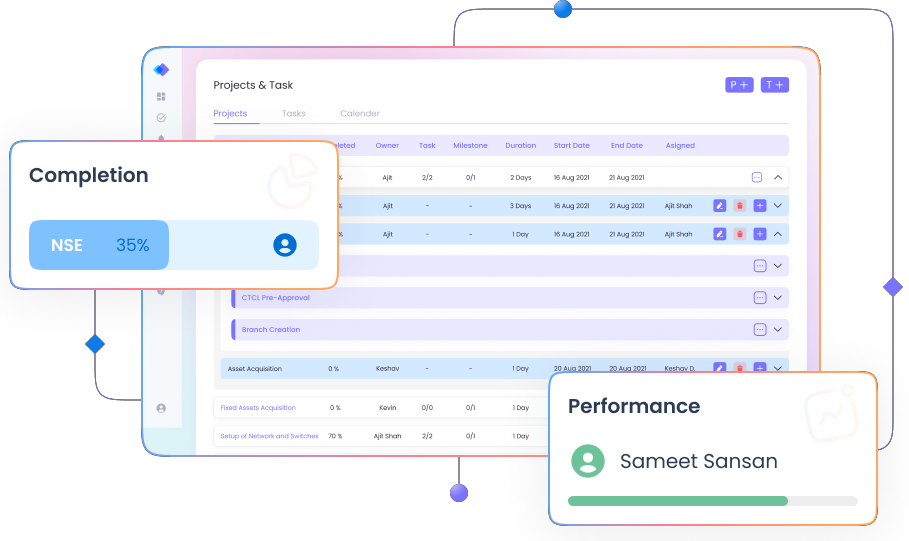 Projects & Task
P +
T +
Projects Tasks Calender
leted Owner Task Milestone Duration Start Date End Date Asigned
% Ajit 2/2 0/1 2 Days 16 Aug 2021 21 Aug 2021
% Ajit - - 3 Days 16 Aug 2021 21 Aug 2021 Ajit Shah
% Ajit - - 1 Day 16 Aug 2021 21 Aug 2021 Ajit Shah
Completion
NSE 35%
CTCL Pre-Approval
Branch Creation
Asset Acquisition 0 % Keshav - - 1 Day 20 Aug 2021 20 Aug 2021 Keshav D.
Fixed Assets Acquisition 0 % Kevin 0/0 0/1 1 Day
Setup of Network and Switches 70 % Ajit Shah 2/2 0/1 1 Day
Performance
Sameet Sansan